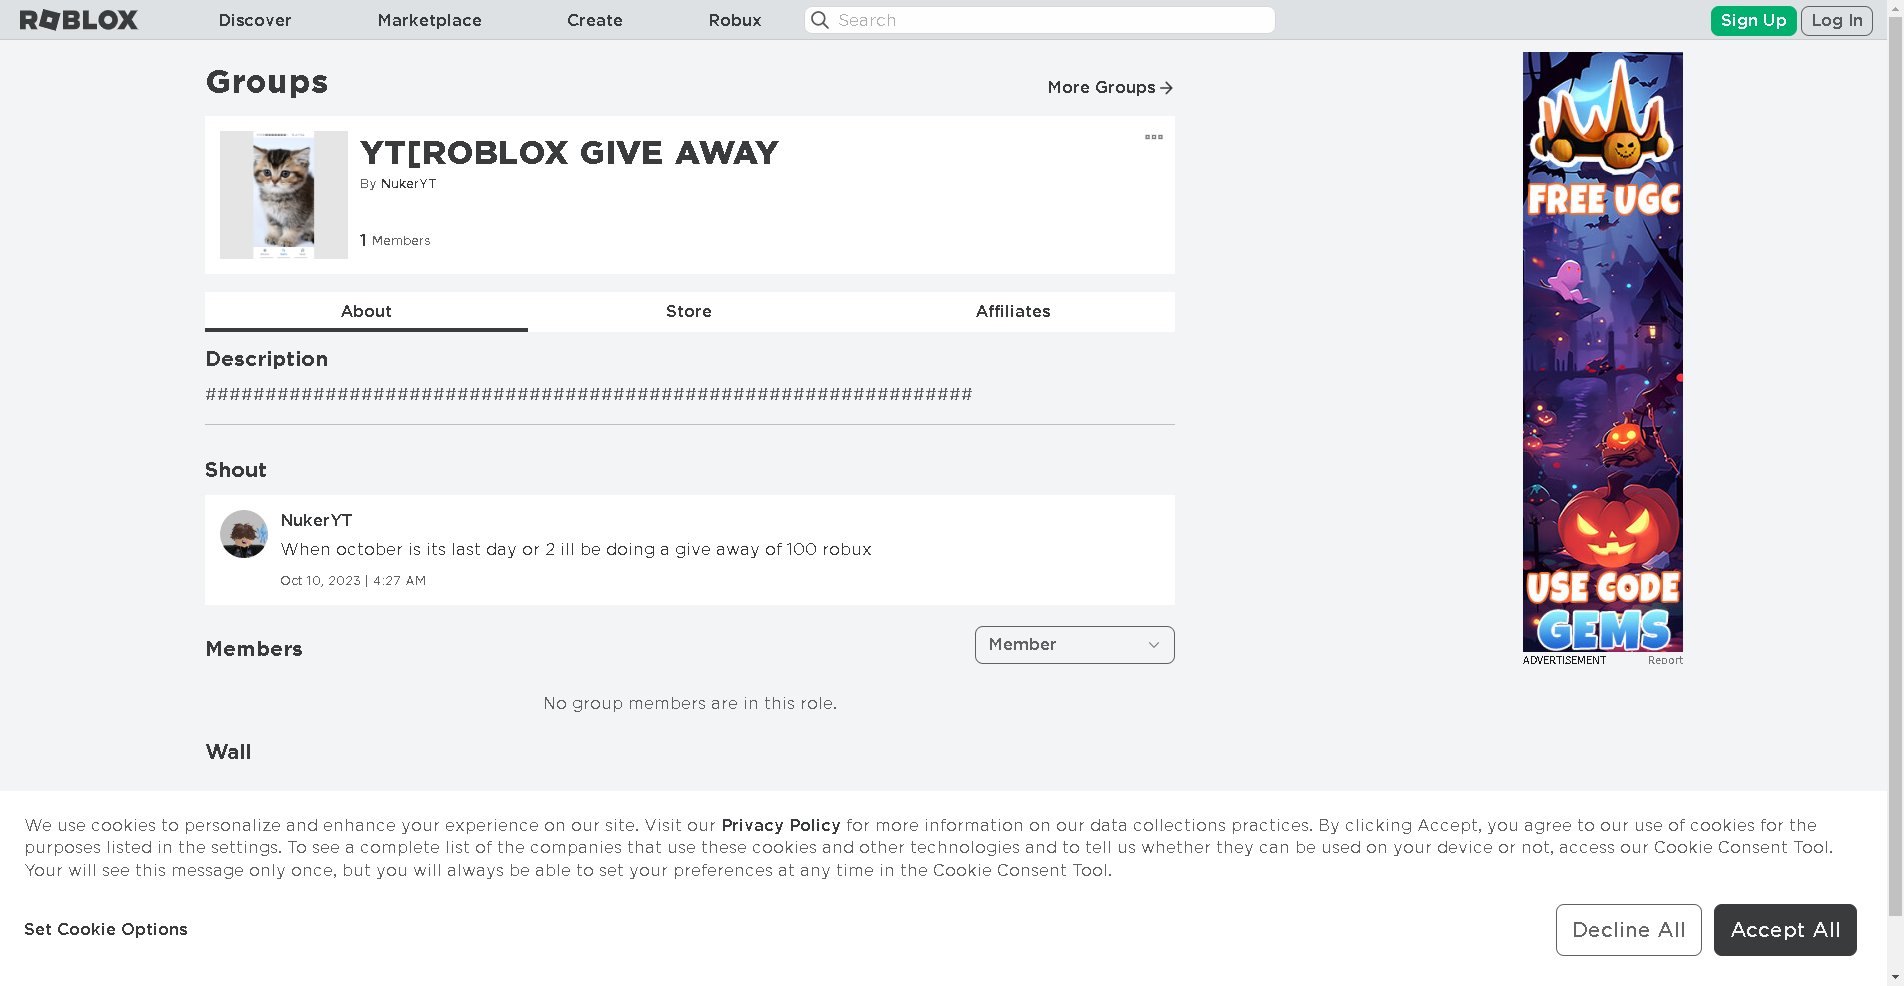 ROBLOX
Discover
Marketplace
Create
Robux
Search
Sign Up
Log In
Groups
More Groups
YT[ROBLOX GIVE AWAY
By NukerYT
1 Members
About
Store
Affiliates
Description
################################################################
Shout
NukerYT
When october is its last day or 2 ill be doing a give away of 100 robux
Oct 10, 2023 | 4:27 AM
Members
Member
No group members are in this role.
Wall
FREE UGC
USE CODE
GEMS
ADVERTISEMENT
Report
We use cookies to personalize and enhance your experience on our site. Visit our Privacy Policy for more information on our data collections practices. By clicking Accept, you agree to our use of cookies for the
purposes listed in the settings. To see a complete list of the companies that use these cookies and other technologies and to tell us whether they can be used on your device or not, access our Cookie Consent Tool.
Your will see this message only once, but you will always be able to set your preferences at any time in the Cookie Consent Tool.
Set Cookie Options
Decline All
Accept All